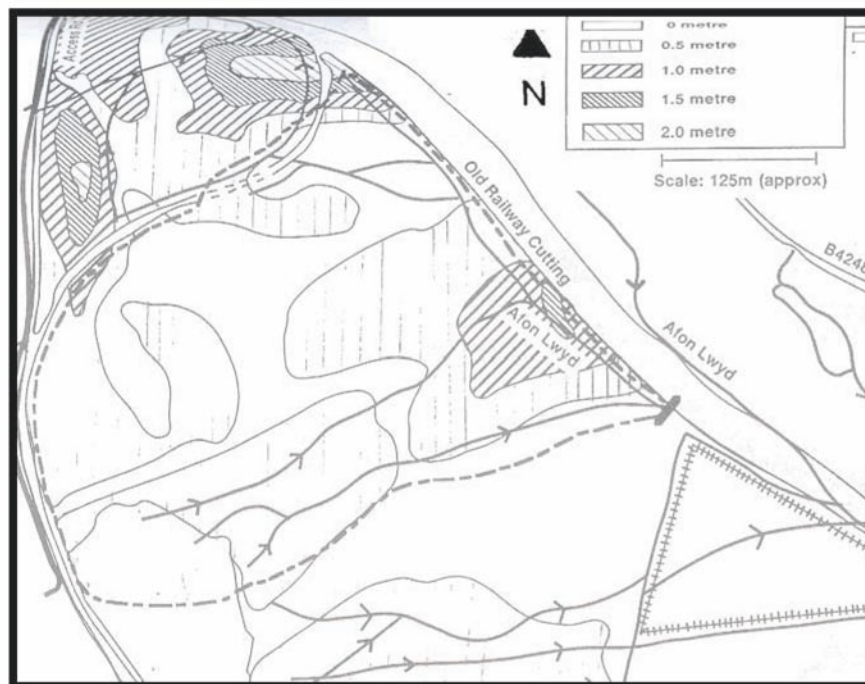 0 metre
0.5 metre
1.0 metre
1.5 metre
2.0 metre
N
Scale: 125m (approx)
Access Rd
Old Railway Cutting
Afon Lwyd
Afon Lwyd